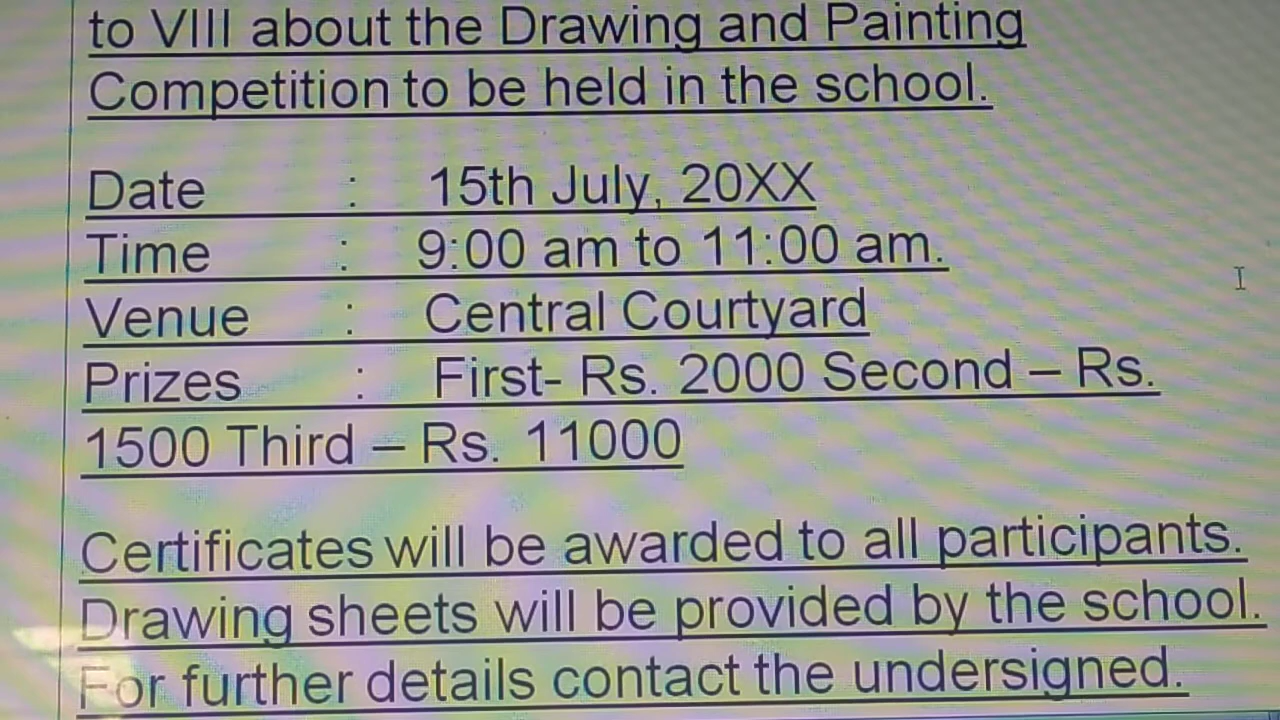 to VIII about the Drawing and Painting
Competition to be held in the school.
Date : 15th July, 20XX
Time : 9:00 am to 11:00 am.
Venue : Central Courtyard
Prizes : First- Rs. 2000 Second – Rs.
1500 Third – Rs. 11000
Certificates will be awarded to all participants.
Drawing sheets will be provided by the school.
For further details contact the undersigned.